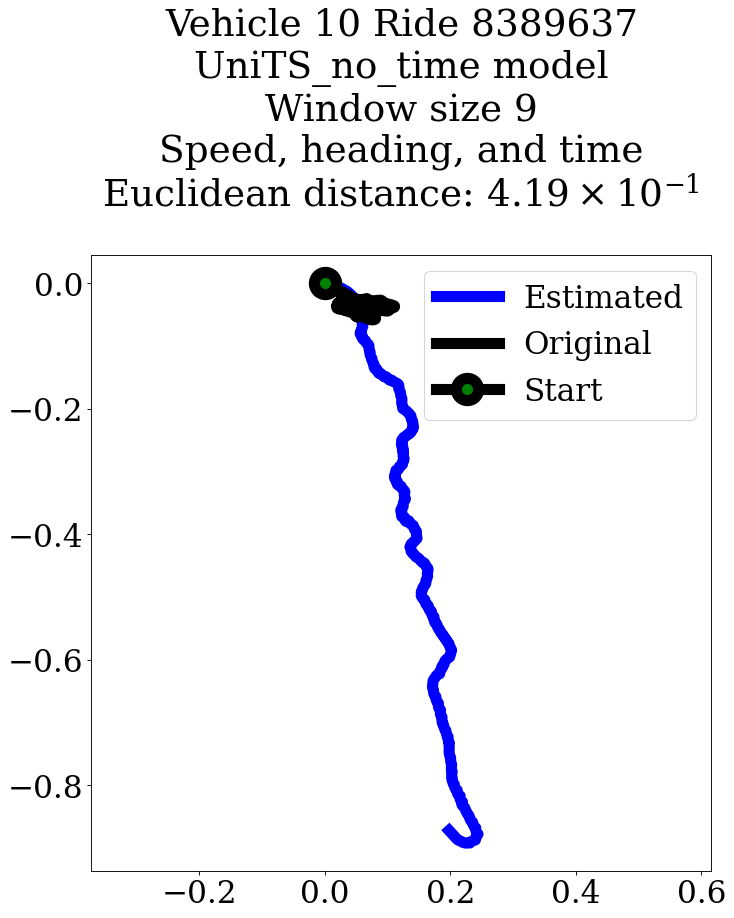 Vehicle 10 Ride 8389637
UniTS_no_time model
Window size 9
Speed, heading, and time
Euclidean distance: 4.19 × 10⁻¹
Estimated
Original
Start
0.0
−0.2
−0.4
−0.6
−0.8
−0.2 0.0 0.2 0.4 0.6